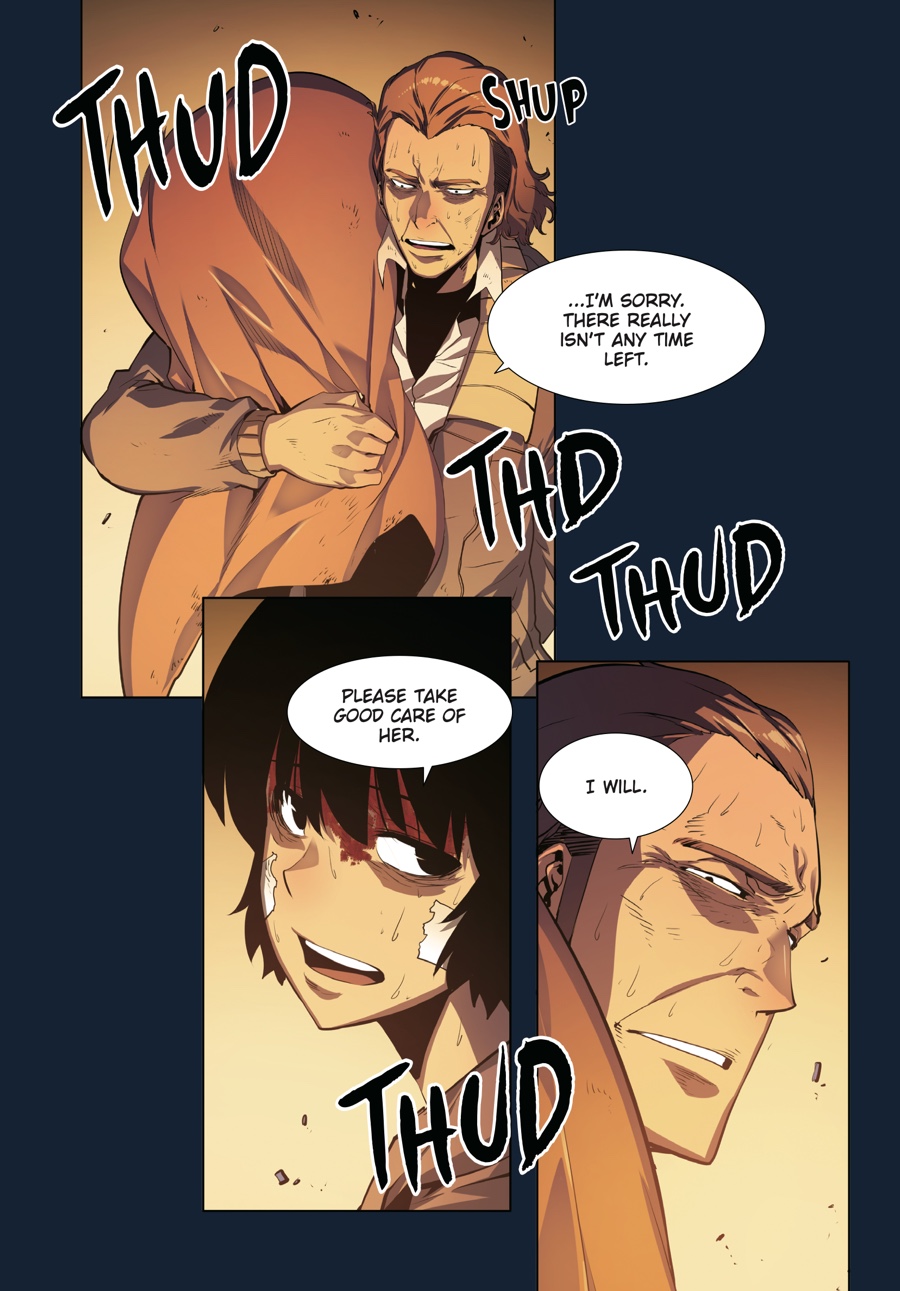 THUD
SHUP
...I'M SORRY.
THERE REALLY
ISN'T ANY TIME
LEFT.
THD
THUD
PLEASE TAKE
GOOD CARE OF
HER.
I WILL.
THUD